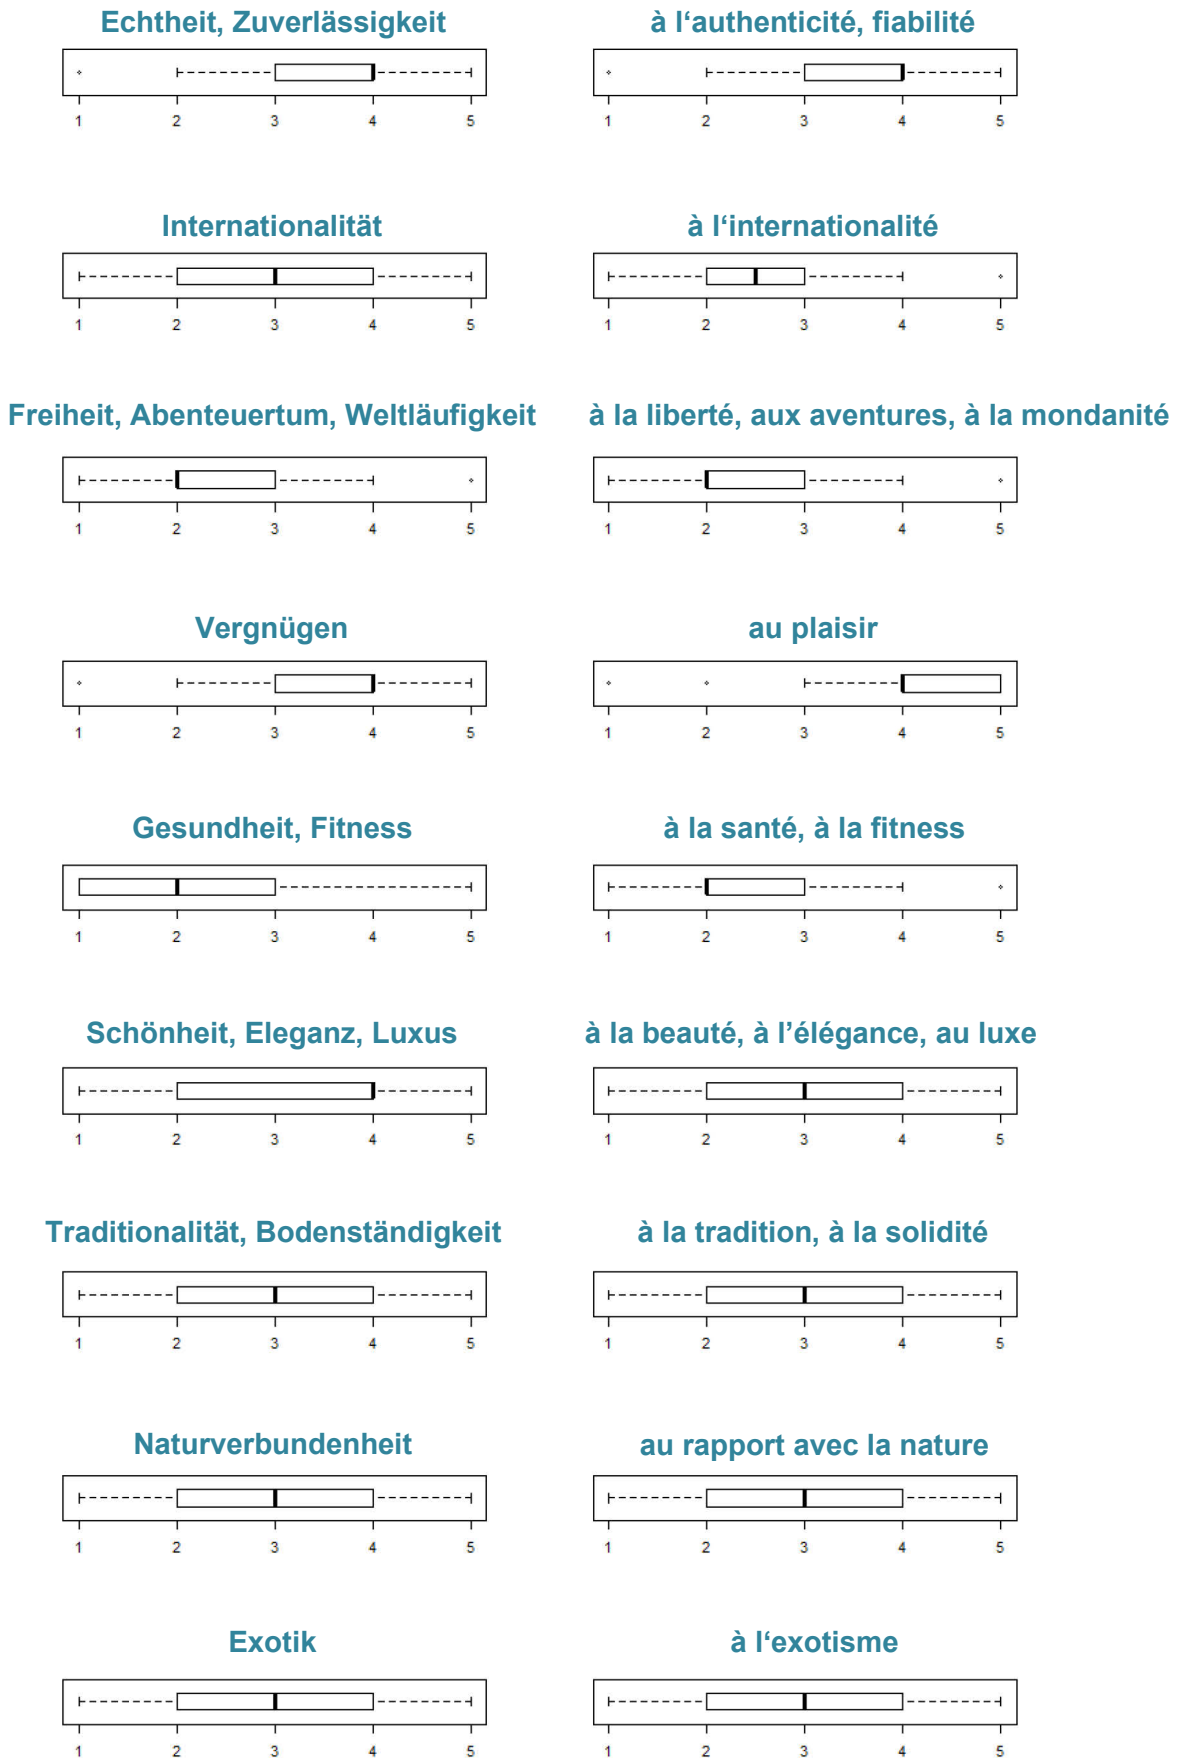 Echtheit, Zuverlässigkeit
à l‘authenticité, fiabilité
1 2 3 4 5
1 2 3 4 5
Internationalität
à l‘internationalité
1 2 3 4 5
1 2 3 4 5
Freiheit, Abenteuertum, Weltläufigkeit
à la liberté, aux aventures, à la mondanité
1 2 3 4 5
1 2 3 4 5
Vergnügen
au plaisir
1 2 3 4 5
1 2 3 4 5
Gesundheit, Fitness
à la santé, à la fitness
1 2 3 4 5
1 2 3 4 5
Schönheit, Eleganz, Luxus
à la beauté, à l’élégance, au luxe
1 2 3 4 5
1 2 3 4 5
Traditionalität, Bodenständigkeit
à la tradition, à la solidité
1 2 3 4 5
1 2 3 4 5
Naturverbundenheit
au rapport avec la nature
1 2 3 4 5
1 2 3 4 5
Exotik
à l‘exotisme
1 2 3 4 5
1 2 3 4 5